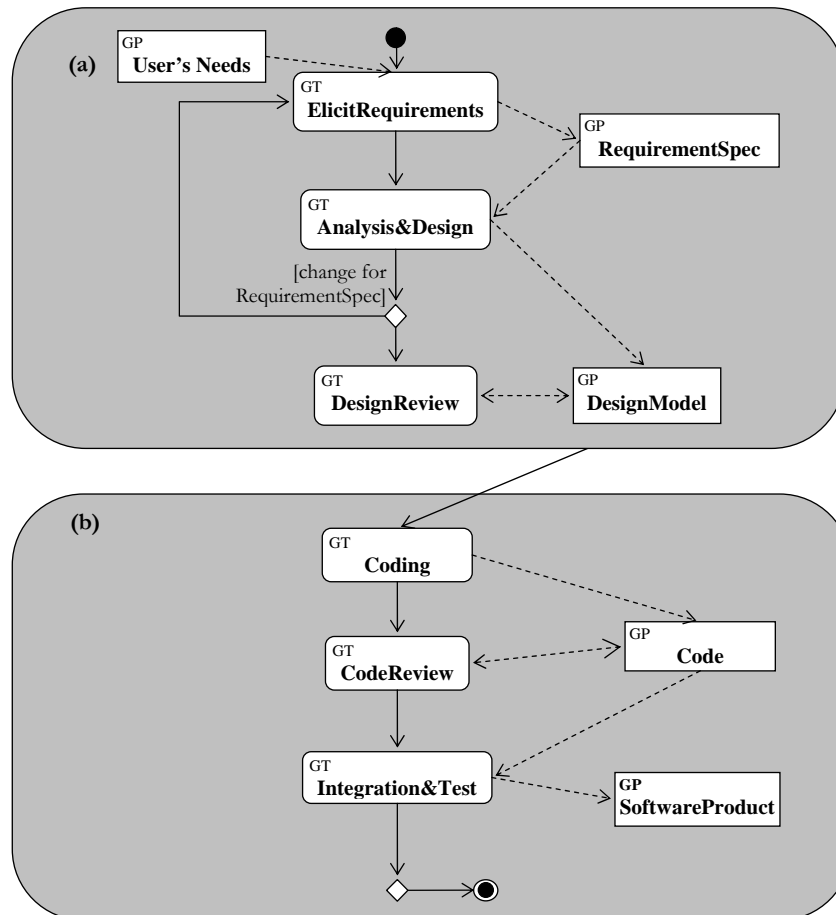 (a)
GP
User's Needs
GT
ElicitRequirements
GP
RequirementSpec
GT
Analysis&Design
[change for
RequirementSpec]
GT
DesignReview
GP
DesignModel
(b)
GT
Coding
GP
Code
GT
CodeReview
GT
Integration&Test
GP
SoftwareProduct